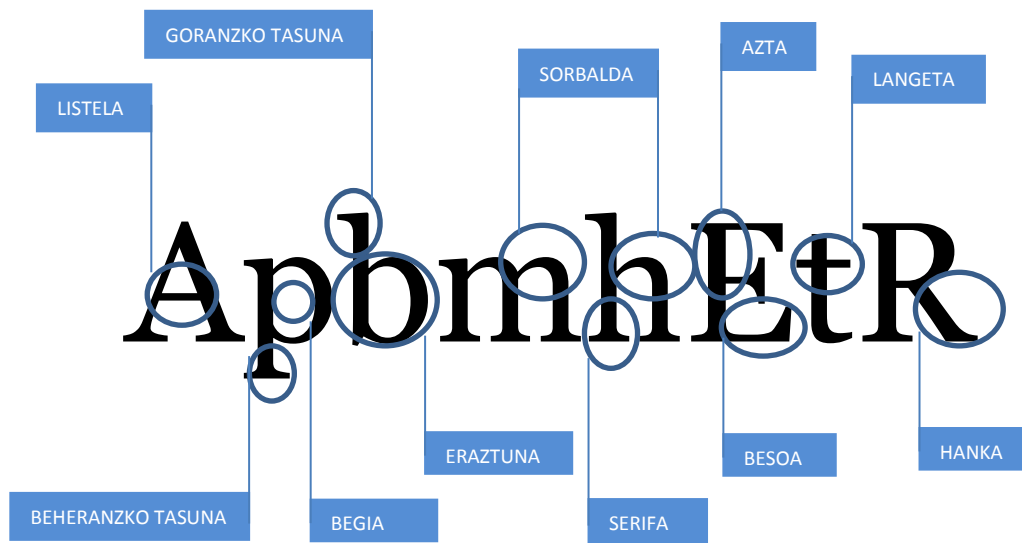 GORANZKO TASUNA
AZTA
SORBALDA
LANGETA
LISTELA
ApbmhEtR
ERAZTUNA
BESOA
HANKA
BEHERANZKO TASUNA
BEGIA
SERIFA